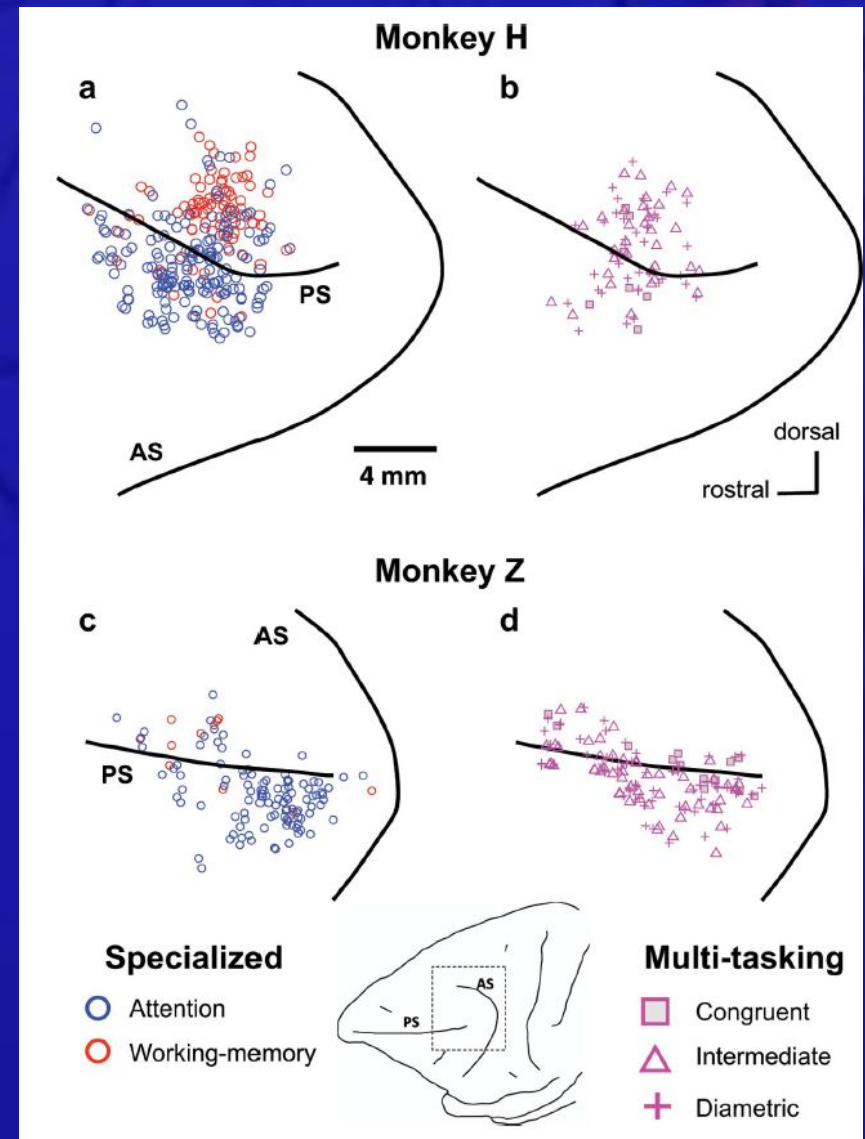 Monkey H
a
b
PS
AS
4 mm
dorsal
rostral
Monkey Z
c
AS
d
PS
Specialized
Attention
Working-memory
AS
PS
Multi-tasking
Congruent
Intermediate
Diametric